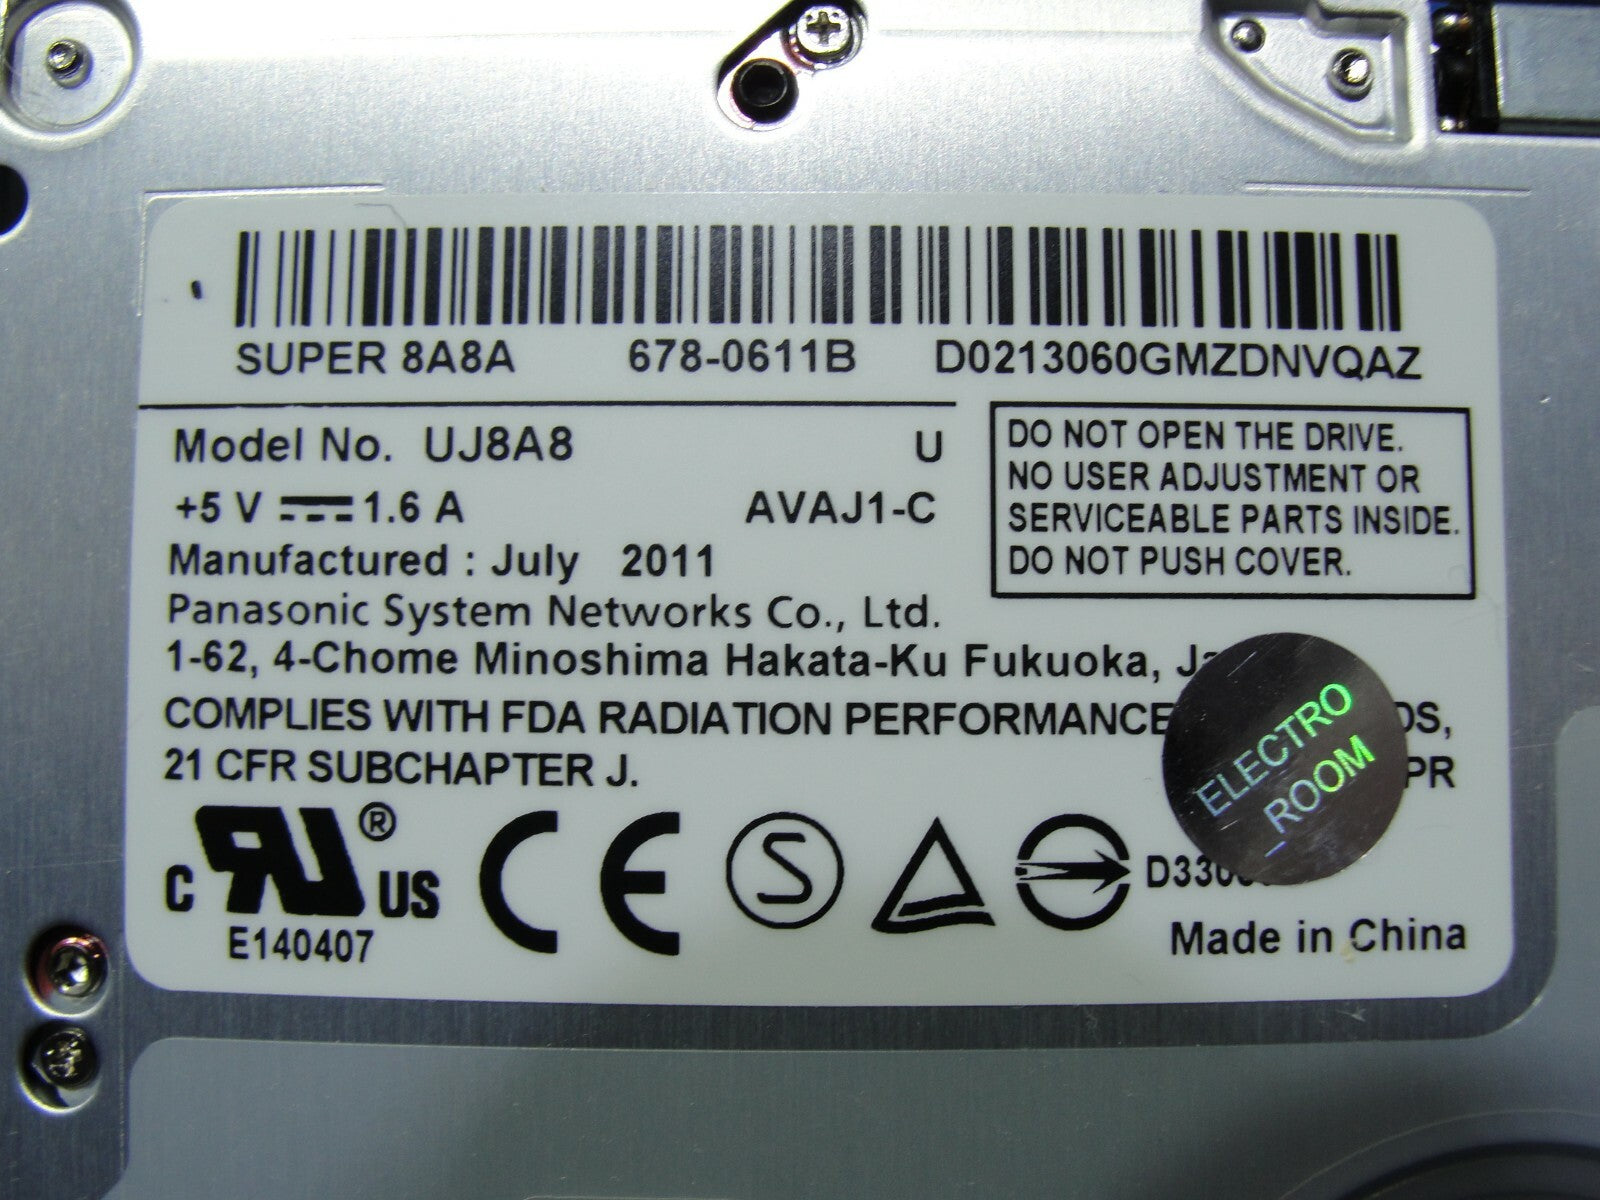 SUPER 8A8A 678-0611B D0213060GMZDNVQAZ
Model No. UJ8A8 U
+5 V 1.6 A AVAJ1-C
Manufactured : July 2011
Panasonic System Networks Co., Ltd.
1-62, 4-Chome Minoshima Hakata-Ku Fukuoka,
COMPLIES WITH FDA RADIATION PERFORMANCE
21 CFR SUBCHAPTER J. PR
DO NOT OPEN THE DRIVE.
NO USER ADJUSTMENT OR
SERVICEABLE PARTS INSIDE.
DO NOT PUSH COVER.
ELECTRO
_ROOM
C RU ® US
E140407
CE S
Made in China